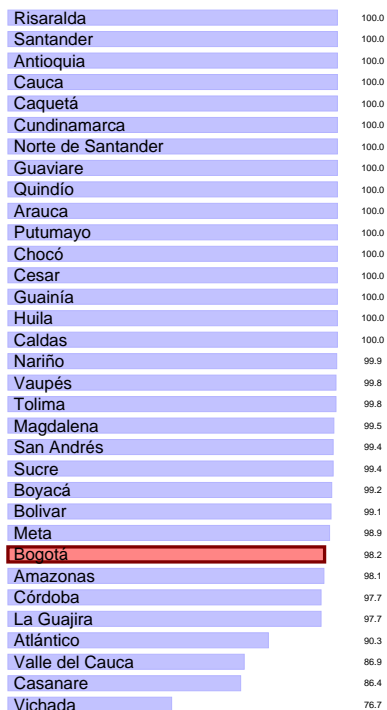 Risaralda 100.0
Santander 100.0
Antioquia 100.0
Cauca 100.0
Caquetá 100.0
Cundinamarca 100.0
Norte de Santander 100.0
Guaviare 100.0
Quindío 100.0
Arauca 100.0
Putumayo 100.0
Chocó 100.0
Cesar 100.0
Guainía 100.0
Huila 100.0
Caldas 100.0
Nariño 99.9
Vaupés 99.8
Tolima 99.8
Magdalena 99.5
San Andrés 99.4
Sucre 99.4
Boyacá 99.2
Bolivar 99.1
Meta 98.9
Bogotá 98.2
Amazonas 98.1
Córdoba 97.7
La Guajira 97.7
Atlántico 90.3
Valle del Cauca 86.9
Casanare 86.4
Vichada 76.7